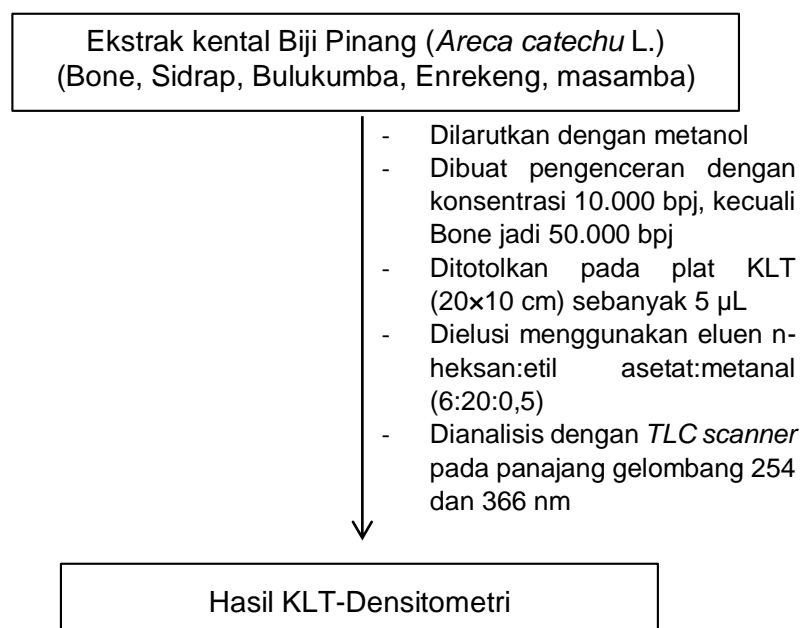 Ekstrak kental Biji Pinang (Areca catechu L.)
(Bone, Sidrap, Bulukumba, Enrekeng, masamba)
- Dilarutkan dengan metanol
- Dibuat pengenceran dengan
konsentrasi 10.000 bpj, kecuali
Bone jadi 50.000 bpj
- Ditotolkan pada plat KLT
(20×10 cm) sebanyak 5 µL
- Dielusi menggunakan eluen n-
heksan:etil asetat:metanal
(6:20:0,5)
- Dianalisis dengan TLC scanner
pada panajang gelombang 254
dan 366 nm
Hasil KLT-Densitometri